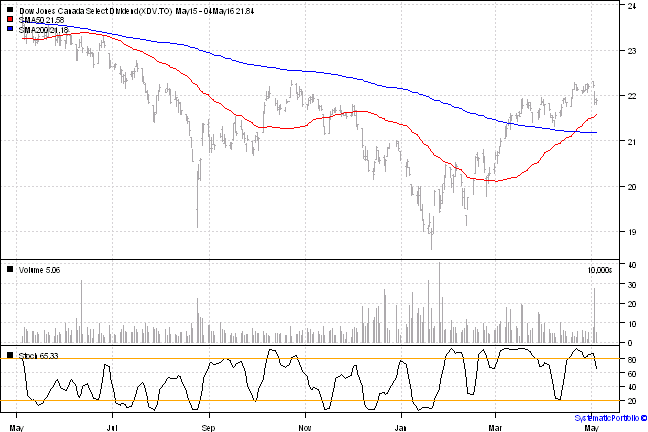 Dow Jones Canada Select Dividend(XDV.TO) May15 - 04May16 21.84
SMA50 21.58
SMA200 21.18
24
23
22
21
20
19
Volume 5.06
10,000s
40
30
20
10
0
Stoch 65.33
80
60
40
20
SystematicPortfolio ©
May Jul Sep Nov Jan Mar May